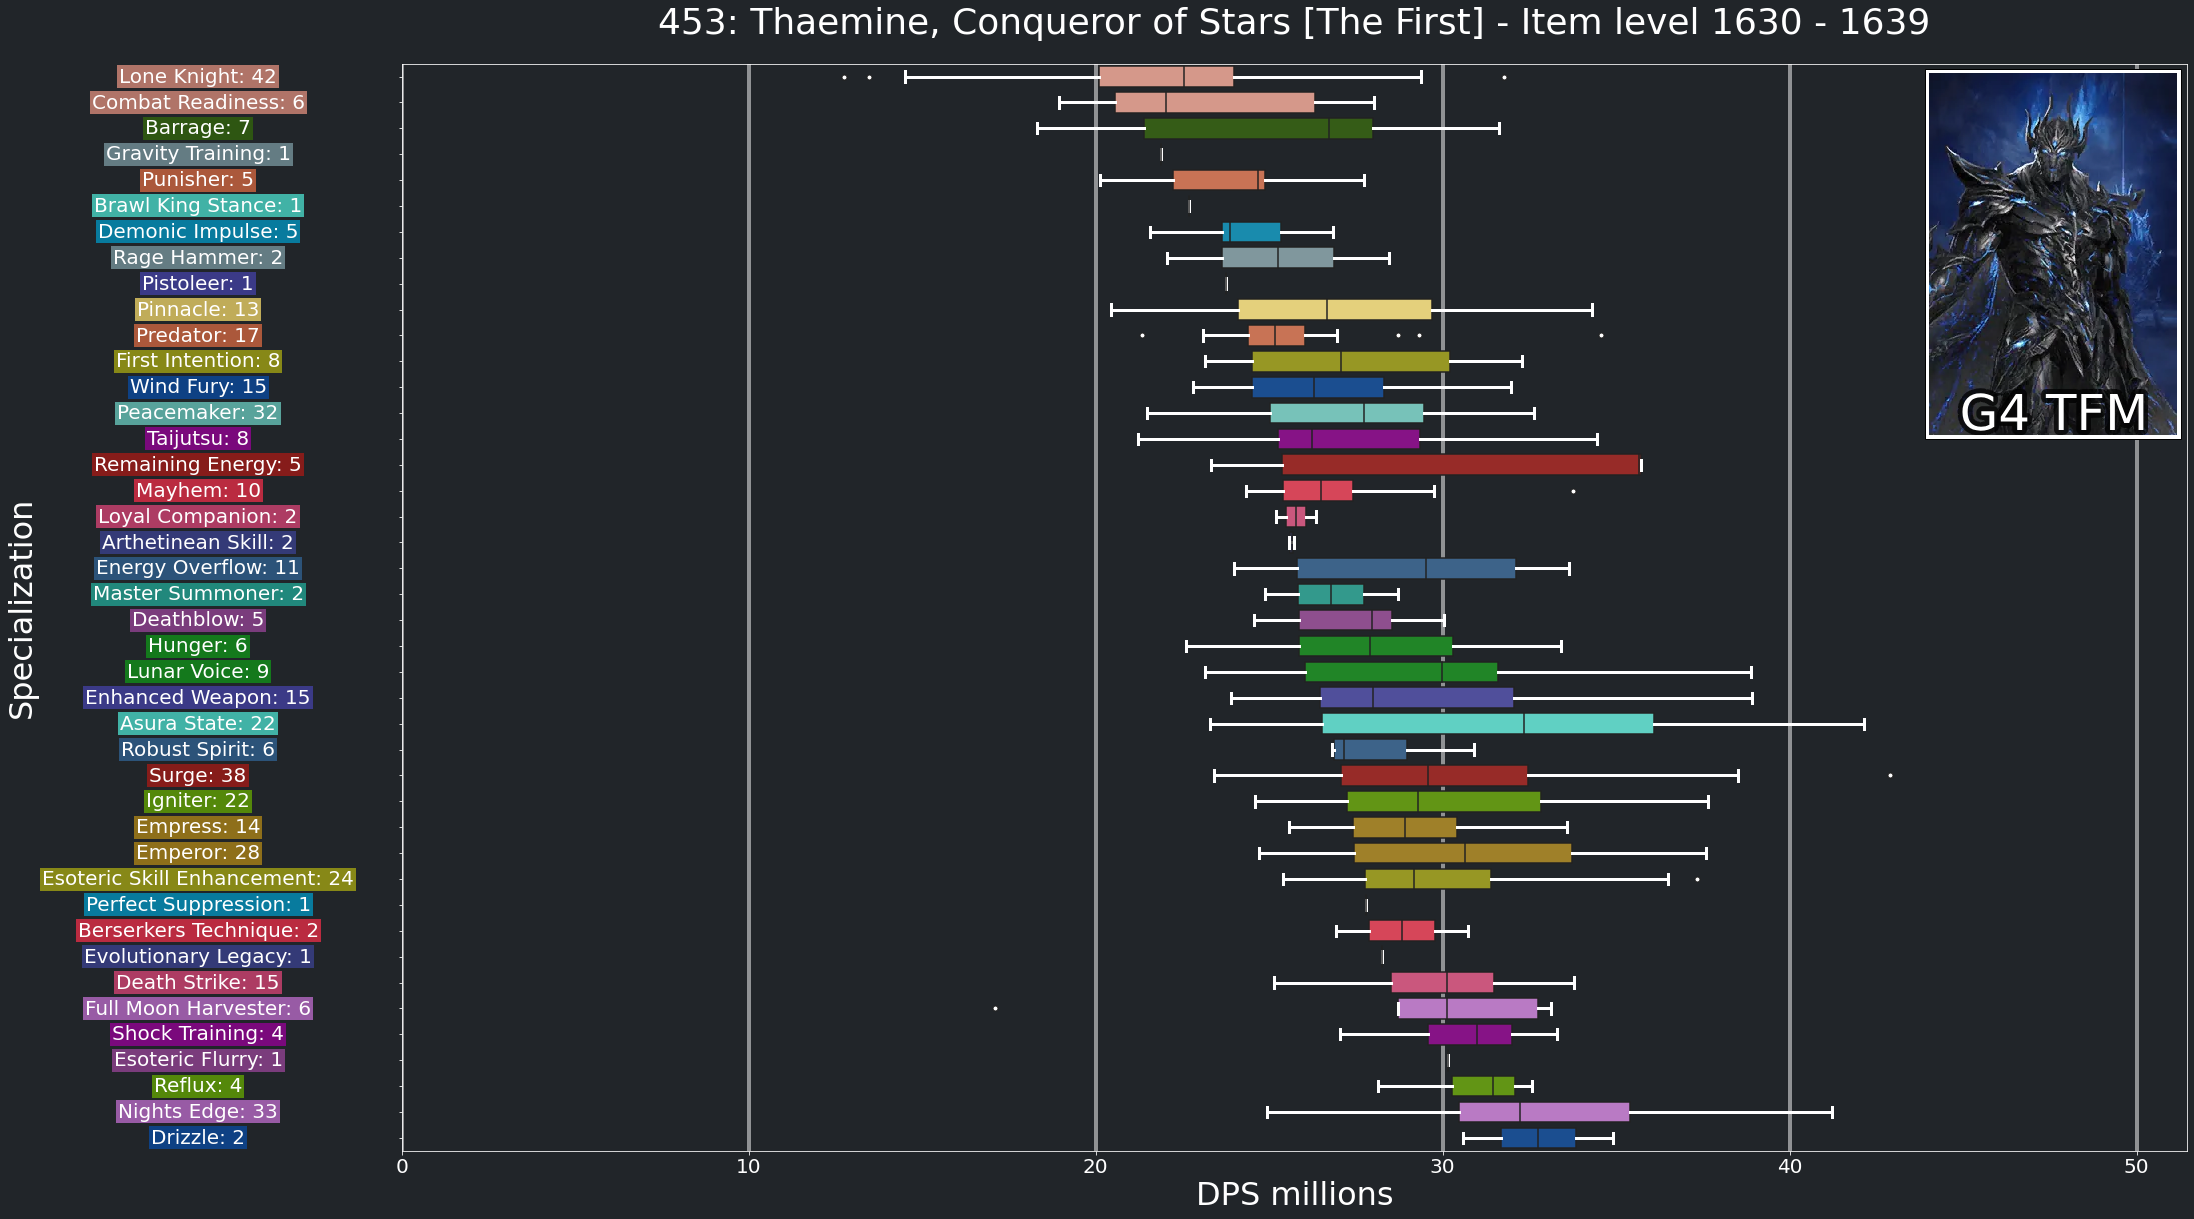 453: Thaemine, Conqueror of Stars [The First] - Item level 1630 - 1639
Specialization
Lone Knight: 42
Combat Readiness: 6
Barrage: 7
Gravity Training: 1
Punisher: 5
Brawl King Stance: 1
Demonic Impulse: 5
Rage Hammer: 2
Pistoleer: 1
Pinnacle: 13
Predator: 17
First Intention: 8
Wind Fury: 15
Peacemaker: 32
Taijutsu: 8
Remaining Energy: 5
Mayhem: 10
Loyal Companion: 2
Arthetinean Skill: 2
Energy Overflow: 11
Master Summoner: 2
Deathblow: 5
Hunger: 6
Lunar Voice: 9
Enhanced Weapon: 15
Asura State: 22
Robust Spirit: 6
Surge: 38
Igniter: 22
Empress: 14
Emperor: 28
Esoteric Skill Enhancement: 24
Perfect Suppression: 1
Berserkers Technique: 2
Evolutionary Legacy: 1
Death Strike: 15
Full Moon Harvester: 6
Shock Training: 4
Esoteric Flurry: 1
Reflux: 4
Nights Edge: 33
Drizzle: 2
G4 TFM
0 10 20 30 40 50
DPS millions